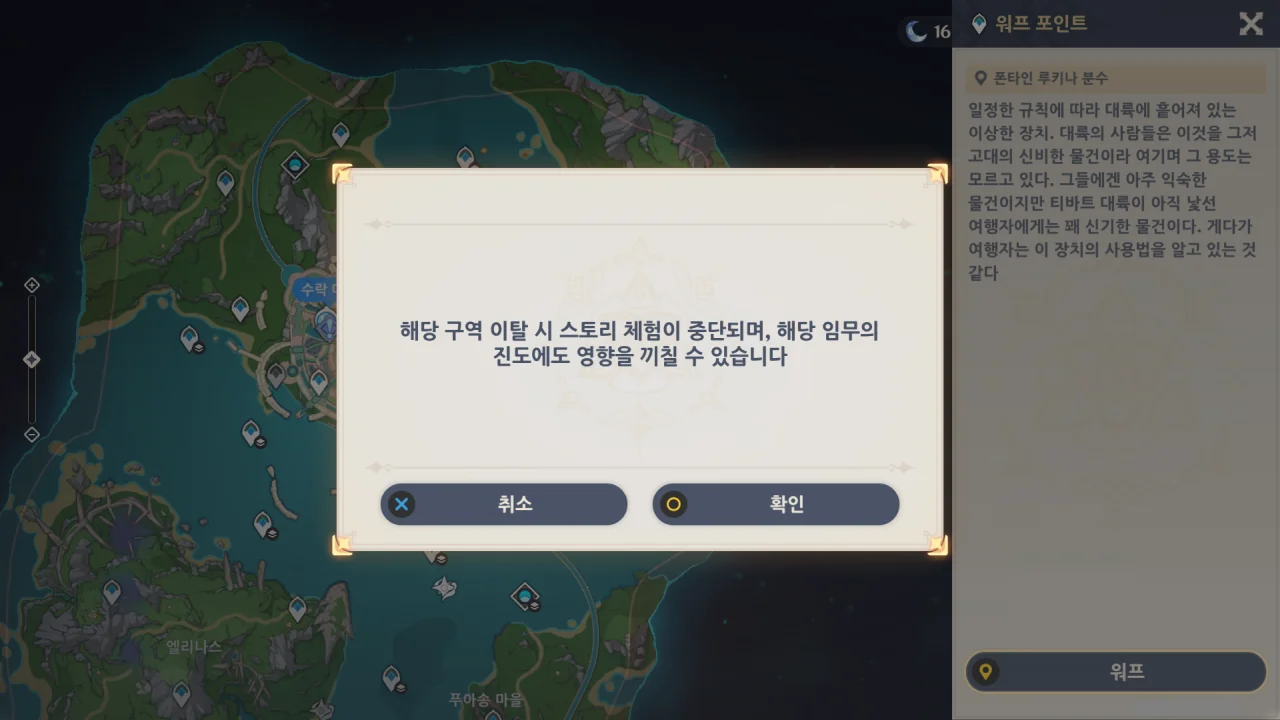 16
워프 포인트
폰타인 루키나 분수
일정한 규칙에 따라 대륙에 흩어져 있는
이상한 장치. 대륙의 사람들은 이것을 그저
고대의 신비한 물건이라 여기며 그 용도는
모르고 있다. 그들에겐 아주 익숙한
물건이지만 티바트 대륙이 아직 낯선
여행자에게는 꽤 신기한 물건이다. 게다가
여행자는 이 장치의 사용법을 알고 있는 것
같다
수락
해당 구역 이탈 시 스토리 체험이 중단되며, 해당 임무의
진도에도 영향을 끼칠 수 있습니다
취소
확인
엘리나스
푸아송 마을
워프